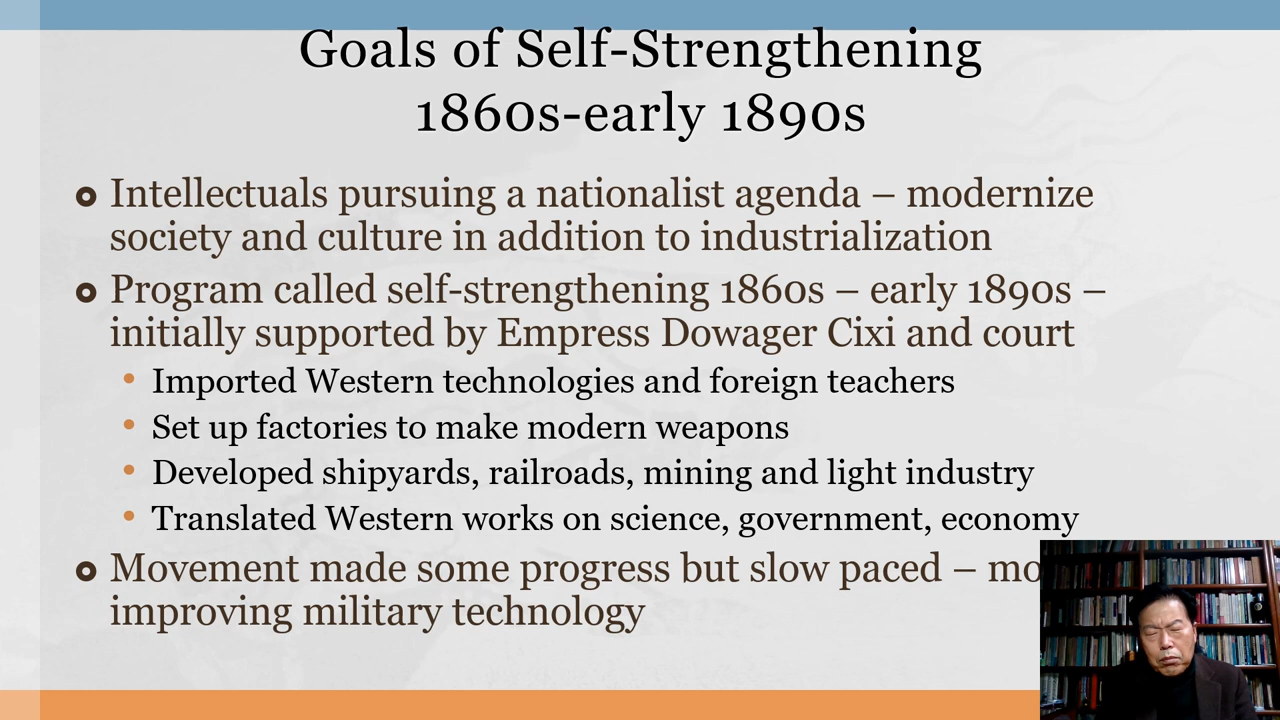 Goals of Self-Strengthening
1860s-early 1890s
Intellectuals pursuing a nationalist agenda – modernize
society and culture in addition to industrialization
Program called self-strengthening 1860s – early 1890s –
initially supported by Empress Dowager Cixi and court
Imported Western technologies and foreign teachers
Set up factories to make modern weapons
Developed shipyards, railroads, mining and light industry
Translated Western works on science, government, economy
Movement made some progress but slow paced –
improving military technology